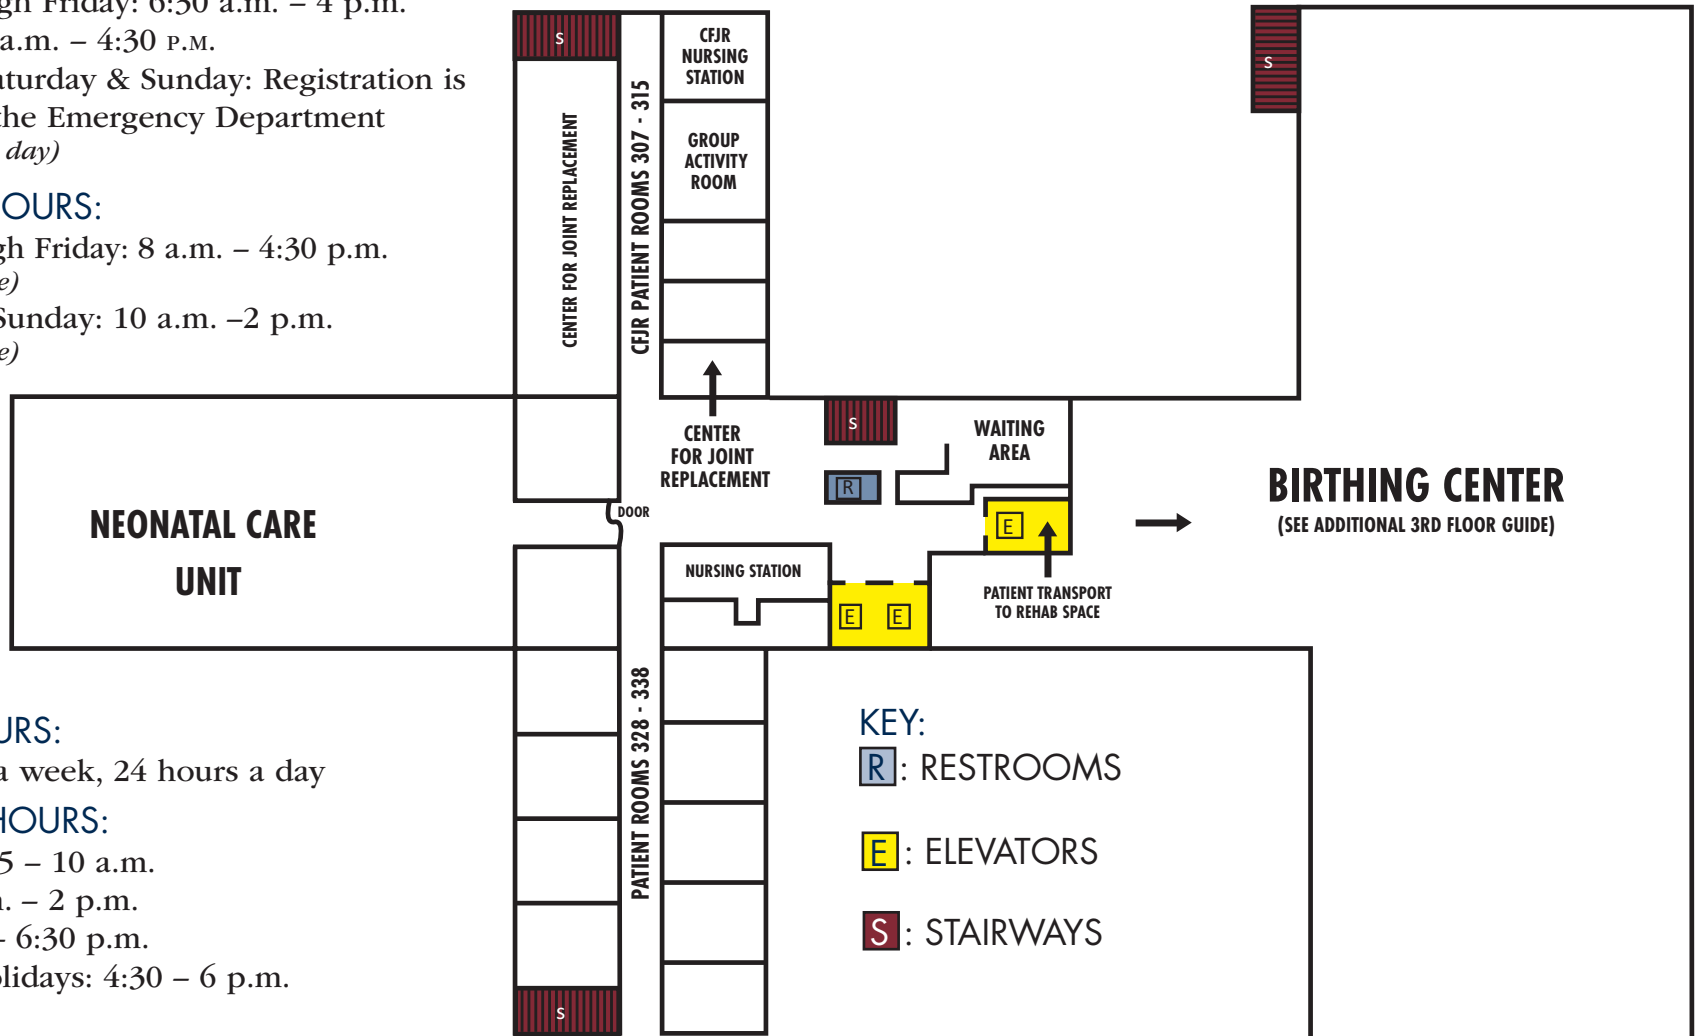 gh Friday: 6:30 a.m. – 4 p.m.
a.m. – 4:30 P.M.
aturday & Sunday: Registration is
the Emergency Department
day)
OURS:
gh Friday: 8 a.m. – 4:30 p.m.
e)
Sunday: 10 a.m. –2 p.m.
e)
S
CENTER FOR JOINT REPLACEMENT
CFJR PATIENT ROOMS 307 - 315
CFJR
NURSING
STATION
GROUP
ACTIVITY
ROOM
S
CENTER
FOR JOINT
REPLACEMENT
S
R
WAITING
AREA
E
PATIENT TRANSPORT
TO REHAB SPACE
BIRTHING CENTER
(SEE ADDITIONAL 3RD FLOOR GUIDE)
NEONATAL CARE
UNIT
DOOR
NURSING STATION
E E
PATIENT ROOMS 328 - 338
S
URS:
a week, 24 hours a day
HOURS:
5 – 10 a.m.
. – 2 p.m.
– 6:30 p.m.
lidays: 4:30 – 6 p.m.
KEY:
R : RESTROOMS
E : ELEVATORS
S : STAIRWAYS